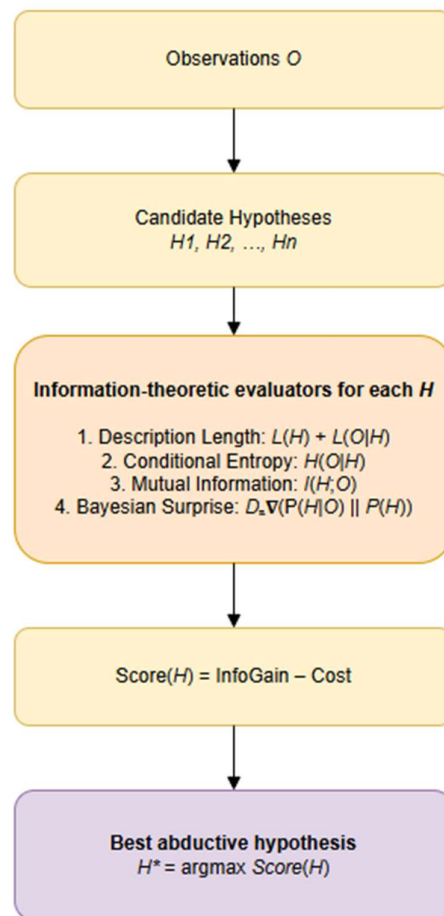 Observations O
Candidate Hypotheses
H1, H2, …, Hn
Information-theoretic evaluators for each H
1. Description Length: L(H) + L(O|H)
2. Conditional Entropy: H(O|H)
3. Mutual Information: I(H;O)
4. Bayesian Surprise: Dₛ∇(P(H|O) || P(H))
Score(H) = InfoGain – Cost
Best abductive hypothesis
H* = argmax Score(H)